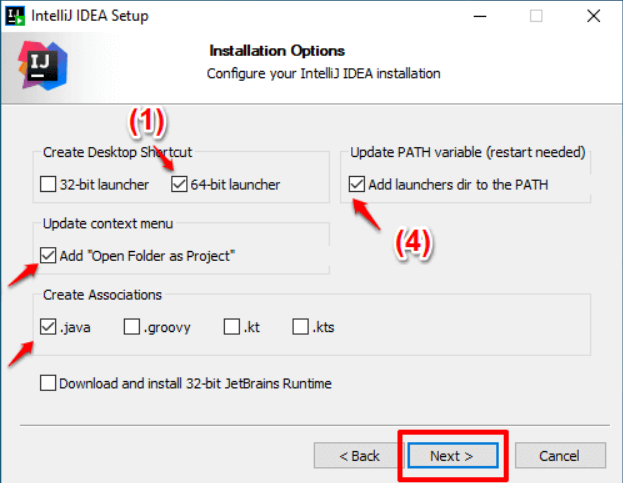 IntelliJ IDEA Setup
IJ
Installation Options
Configure your IntelliJ IDEA installation
(1)
Create Desktop Shortcut
32-bit launcher
64-bit launcher
Update PATH variable (restart needed)
Add launchers dir to the PATH
(4)
Update context menu
Add "Open Folder as Project"
Create Associations
.java
.groovy
.kt
.kts
Download and install 32-bit JetBrains Runtime
< Back
Next >
Cancel